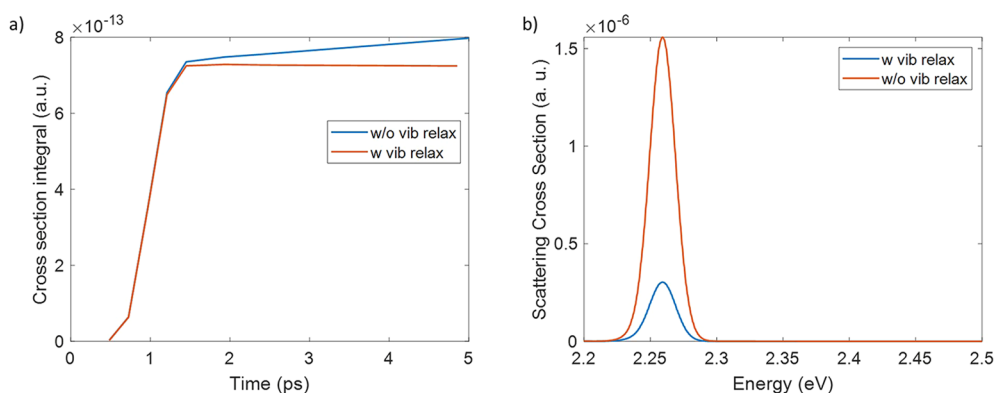 a)
×10⁻¹³
8
6
4
2
0
0 1 2 3 4 5
Cross section integral (a.u.)
Time (ps)
w/o vib relax
w vib relax
b)
×10⁻⁶
1.5
1
0.5
0
2.2 2.25 2.3 2.35 2.4 2.45 2.5
Scattering Cross Section (a. u.)
Energy (eV)
w vib relax
w/o vib relax